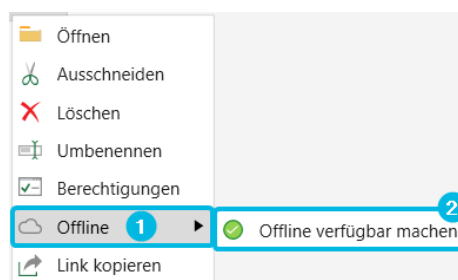 Öffnen
Ausschneiden
Löschen
Umbenennen
Berechtigungen
Offline 1
2
Offline verfügbar machen
Link kopieren